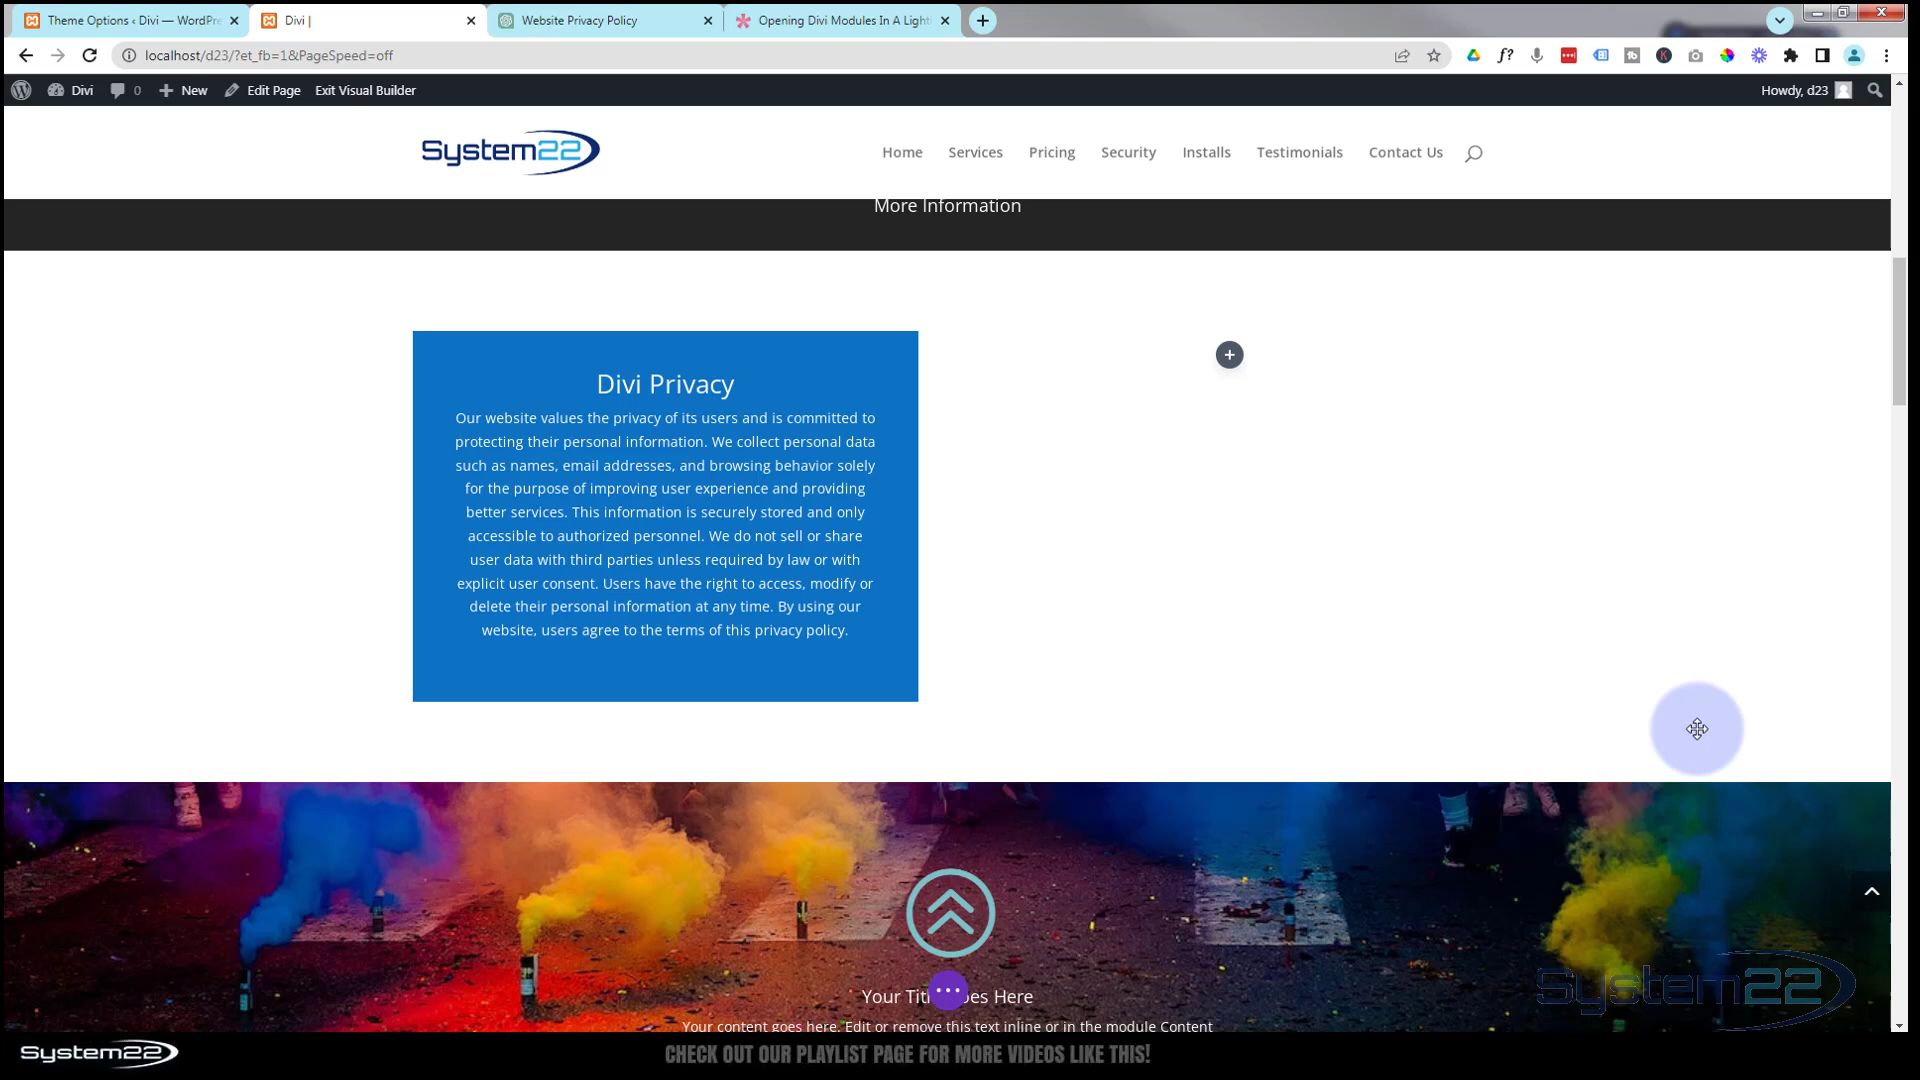 Theme Options ‹ Divi — WordPre
Divi |
Website Privacy Policy
Opening Divi Modules In A Light
localhost/d23/?et_fb=1&PageSpeed=off
Divi
0
New
Edit Page
Exit Visual Builder
Howdy, d23
System22
Home
Services
Pricing
Security
Installs
Testimonials
Contact Us
More Information
Divi Privacy
Our website values the privacy of its users and is committed to
protecting their personal information. We collect personal data
such as names, email addresses, and browsing behavior solely
for the purpose of improving user experience and providing
better services. This information is securely stored and only
accessible to authorized personnel. We do not sell or share
user data with third parties unless required by law or with
explicit user consent. Users have the right to access, modify or
delete their personal information at any time. By using our
website, users agree to the terms of this privacy policy.
Your Tit oes Here
Your content goes here. Edit or remove this text inline or in the module Content
System22
System22
CHECK OUT OUR PLAYLIST PAGE FOR MORE VIDEOS LIKE THIS!